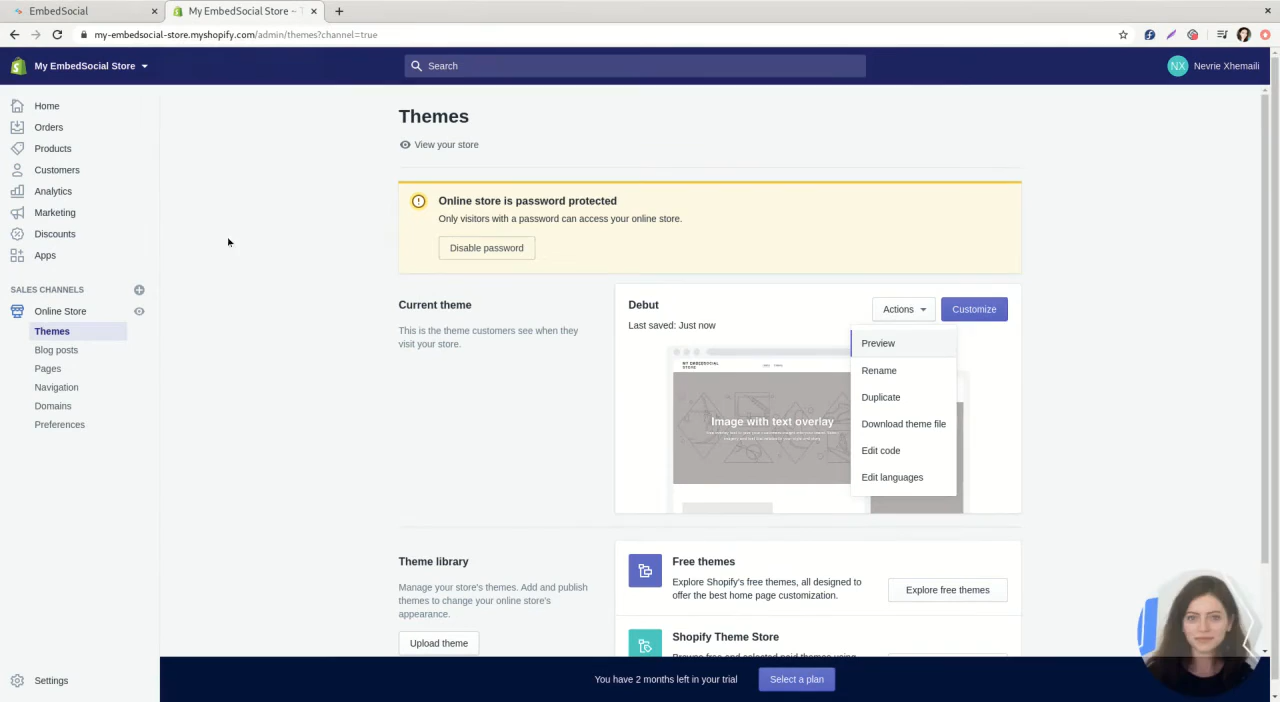 EmbedSocial
My EmbedSocial Store ~
my-embedsocial-store.myshopify.com/admin/themes?channel=true
My EmbedSocial Store
Search
NX
Nevrie Xhemaili
Home
Orders
Products
Customers
Analytics
Marketing
Discounts
Apps
SALES CHANNELS
Online Store
Themes
Blog posts
Pages
Navigation
Domains
Preferences
Settings
Themes
View your store
Online store is password protected
Only visitors with a password can access your online store.
Disable password
Current theme
This is the theme customers see when they
visit your store.
Debut
Last saved: Just now
Actions
Customize
Preview
Rename
Duplicate
Download theme file
Edit code
Edit languages
MY EMBEDSOCIAL
STORE
Image with text overlay
Theme library
Manage your store's themes. Add and publish
themes to change your online store's
appearance.
Upload theme
Free themes
Explore Shopify's free themes, all designed to
offer the best home page customization.
Explore free themes
Shopify Theme Store
You have 2 months left in your trial
Select a plan